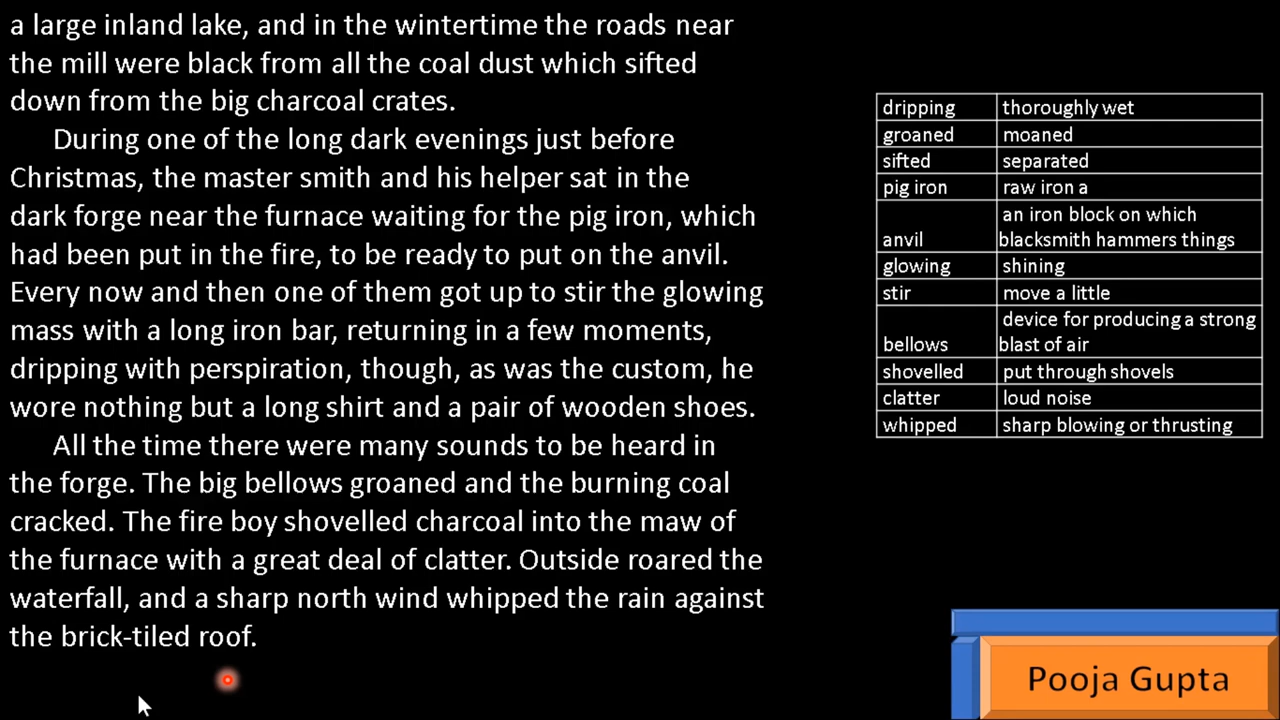 a large inland lake, and in the wintertime the roads near
the mill were black from all the coal dust which sifted
down from the big charcoal crates.
During one of the long dark evenings just before
Christmas, the master smith and his helper sat in the
dark forge near the furnace waiting for the pig iron, which
had been put in the fire, to be ready to put on the anvil.
Every now and then one of them got up to stir the glowing
mass with a long iron bar, returning in a few moments,
dripping with perspiration, though, as was the custom, he
wore nothing but a long shirt and a pair of wooden shoes.
All the time there were many sounds to be heard in
the forge. The big bellows groaned and the burning coal
cracked. The fire boy shovelled charcoal into the maw of
the furnace with a great deal of clatter. Outside roared the
waterfall, and a sharp north wind whipped the rain against
the brick-tiled roof.
dripping thoroughly wet
groaned moaned
sifted separated
pig iron raw iron a
an iron block on which
anvil blacksmith hammers things
glowing shining
stir move a little
device for producing a strong
bellows blast of air
shovelled put through shovels
clatter loud noise
whipped sharp blowing or thrusting
Pooja Gupta